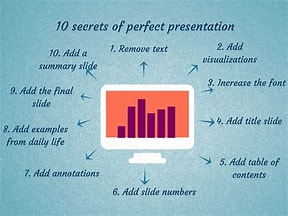 10 secrets of perfect presentation
1. Remove text
2. Add
visualizations
3. Increase the font
4. Add title slide
5. Add table of
contents
6. Add slide numbers
7. Add annotations
8. Add examples
from daily life
9. Add the final
slide
10. Add a
summary slide